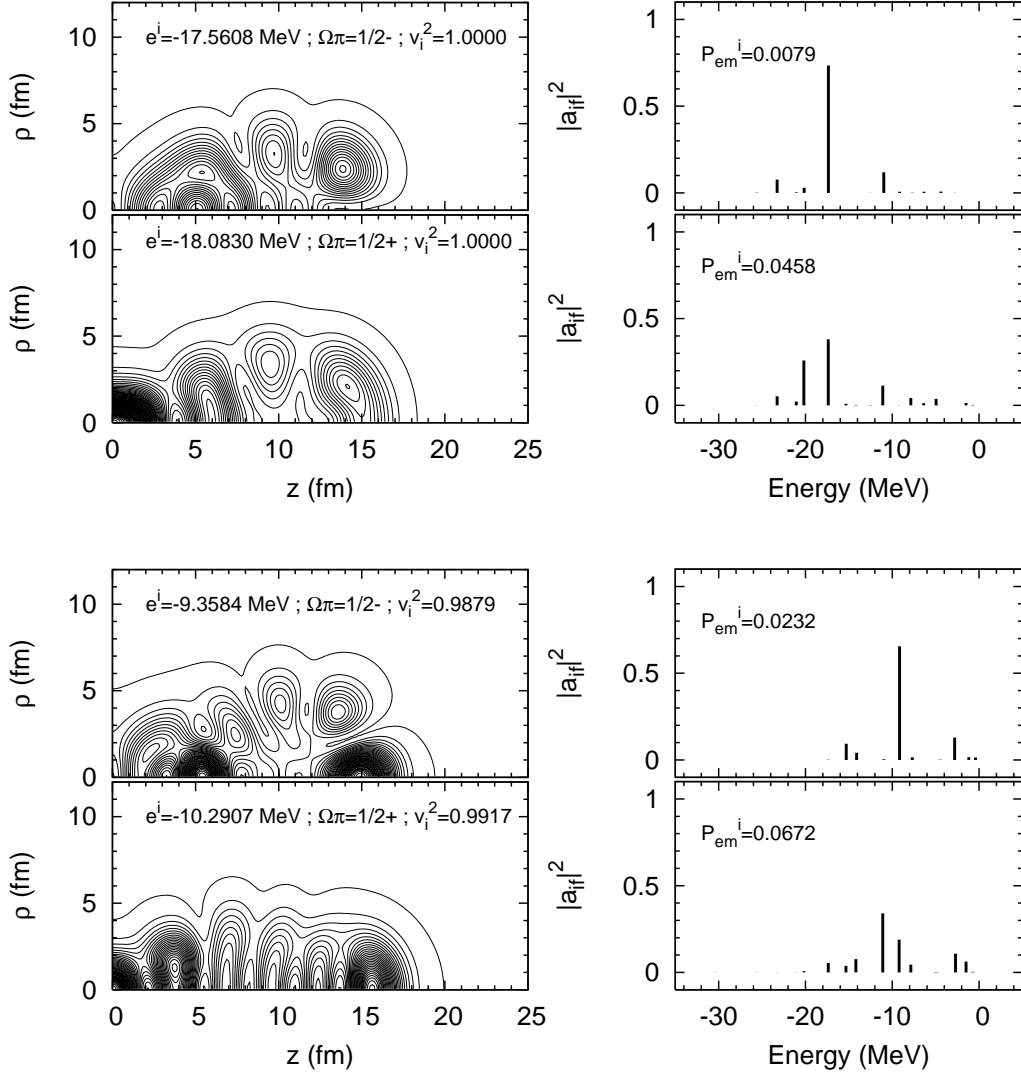 10
5
0
ρ (fm)
e^i=-17.5608 MeV ; Ωπ=1/2- ; v_i^2=1.0000
1
0.5
0
|a_if|^2
P_em^i=0.0079
10
5
0
ρ (fm)
e^i=-18.0830 MeV ; Ωπ=1/2+ ; v_i^2=1.0000
0 5 10 15 20 25
z (fm)
1
0.5
0
|a_if|^2
P_em^i=0.0458
-30 -20 -10 0
Energy (MeV)
10
5
0
ρ (fm)
e^i=-9.3584 MeV ; Ωπ=1/2- ; v_i^2=0.9879
1
0.5
0
|a_if|^2
P_em^i=0.0232
10
5
0
ρ (fm)
e^i=-10.2907 MeV ; Ωπ=1/2+ ; v_i^2=0.9917
0 5 10 15 20 25
z (fm)
1
0.5
0
|a_if|^2
P_em^i=0.0672
-30 -20 -10 0
Energy (MeV)